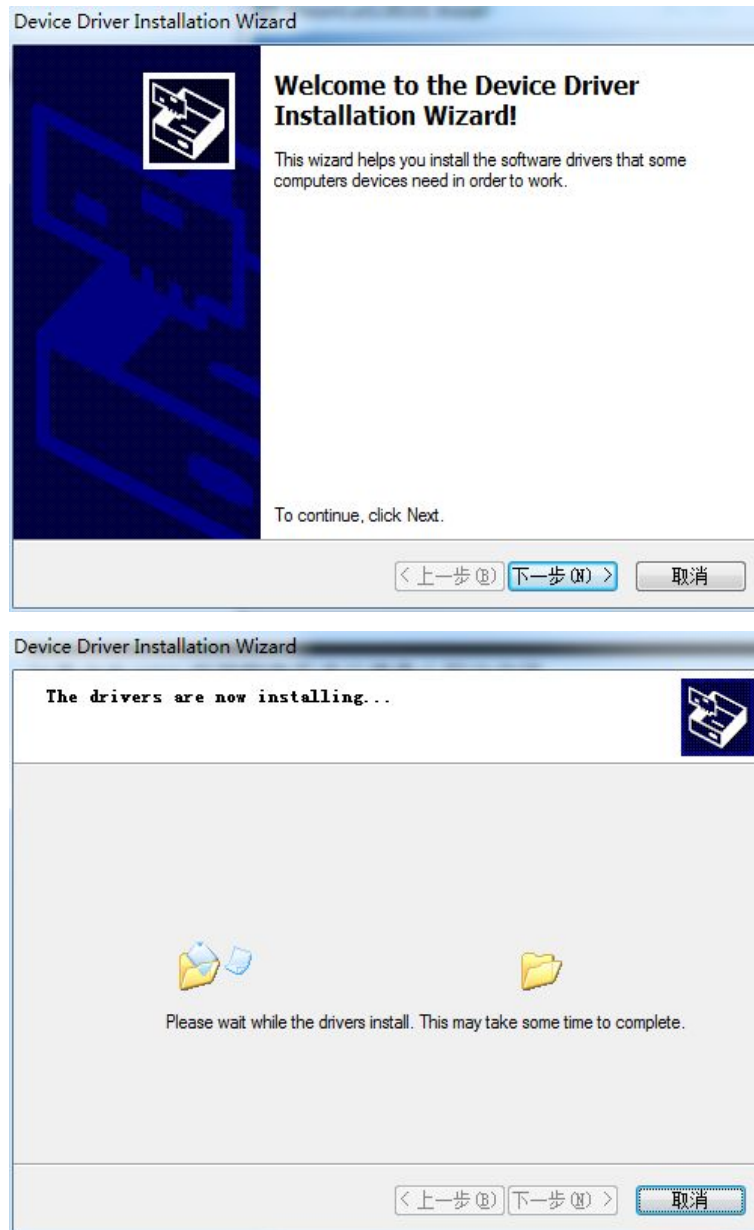 Device Driver Installation Wizard
Welcome to the Device Driver
Installation Wizard!
This wizard helps you install the software drivers that some
computers devices need in order to work.
To continue, click Next.
< 上一步(B) 下一步(N) > 取消
Device Driver Installation Wizard
The drivers are now installing...
Please wait while the drivers install. This may take some time to complete.
< 上一步(B) 下一步(N) > 取消